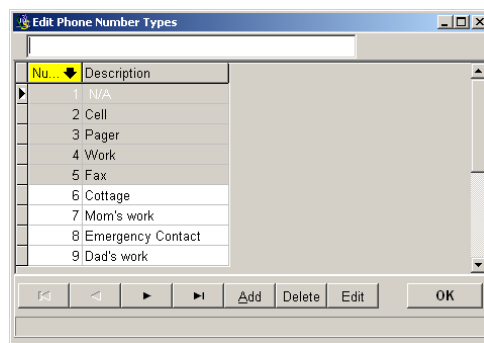 Edit Phone Number Types
Nu... Description
1 N/A
2 Cell
3 Pager
4 Work
5 Fax
6 Cottage
7 Mom's work
8 Emergency Contact
9 Dad's work
Add Delete Edit OK